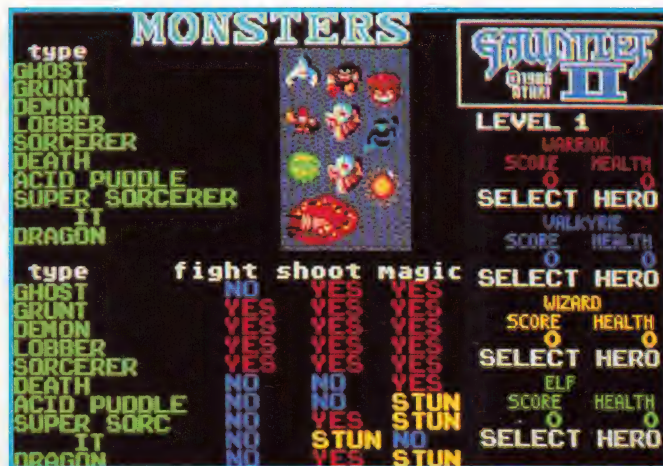 MONSTERS
type
GHOST
GRUNT
DEMON
LOBBER
SORCERER
DEATH
ACID PUDDLE
SUPER SORCERER
IT
DRAGON
type fight shoot magic
GHOST NO YES YES
GRUNT YES YES YES
DEMON YES YES YES
LOBBER YES YES YES
SORCERER YES YES YES
DEATH NO NO YES
ACID PUDDLE NO NO STUN
SUPER SORC NO YES STUN
IT NO STUN NO
DRAGON NO YES STUN
GAUNTLET
©1986
ATARI II
LEVEL 1
WARRIOR
SCORE HEALTH
0 0
SELECT HERO
VALKYRIE
SCORE HEALTH
0 0
SELECT HERO
WIZARD
SCORE HEALTH
0 0
SELECT HERO
ELF
SCORE HEALTH
0 0
SELECT HERO